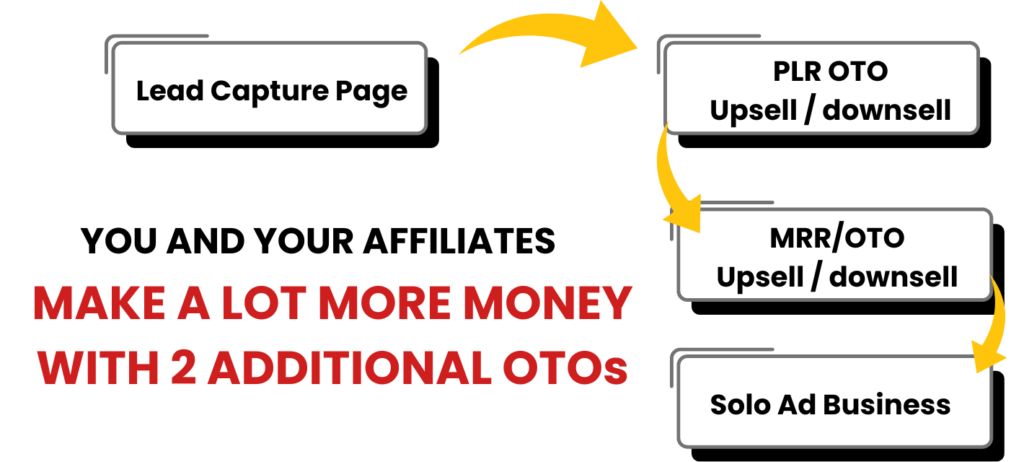 Lead Capture Page
PLR OTO
Upsell / downsell
MRR/OTO
Upsell / downsell
Solo Ad Business
YOU AND YOUR AFFILIATES
MAKE A LOT MORE MONEY
WITH 2 ADDITIONAL OTOs